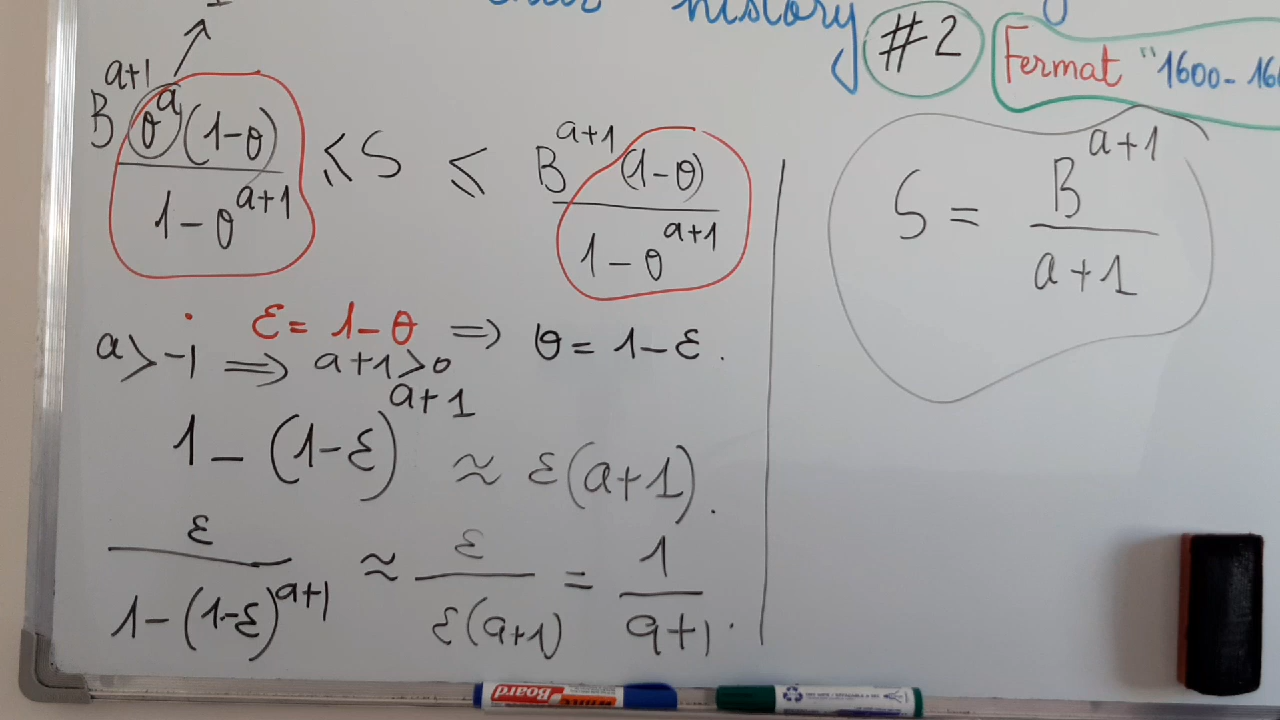 history #2 Fermat "1600-
B^{a+1} θ^a (1-θ) / 1-θ^{a+1} ⩽ S ⩽ B^{a+1} (1-θ) / 1-θ^{a+1}
S = B^{a+1} / a+1
ε = 1-θ ⇒ θ = 1-ε.
a>-1 ⇒ a+1>0
1-(1-ε)^{a+1} ≈ ε(a+1).
ε / 1-(1-ε)^{a+1} ≈ ε / ε(a+1) = 1 / a+1.
Board